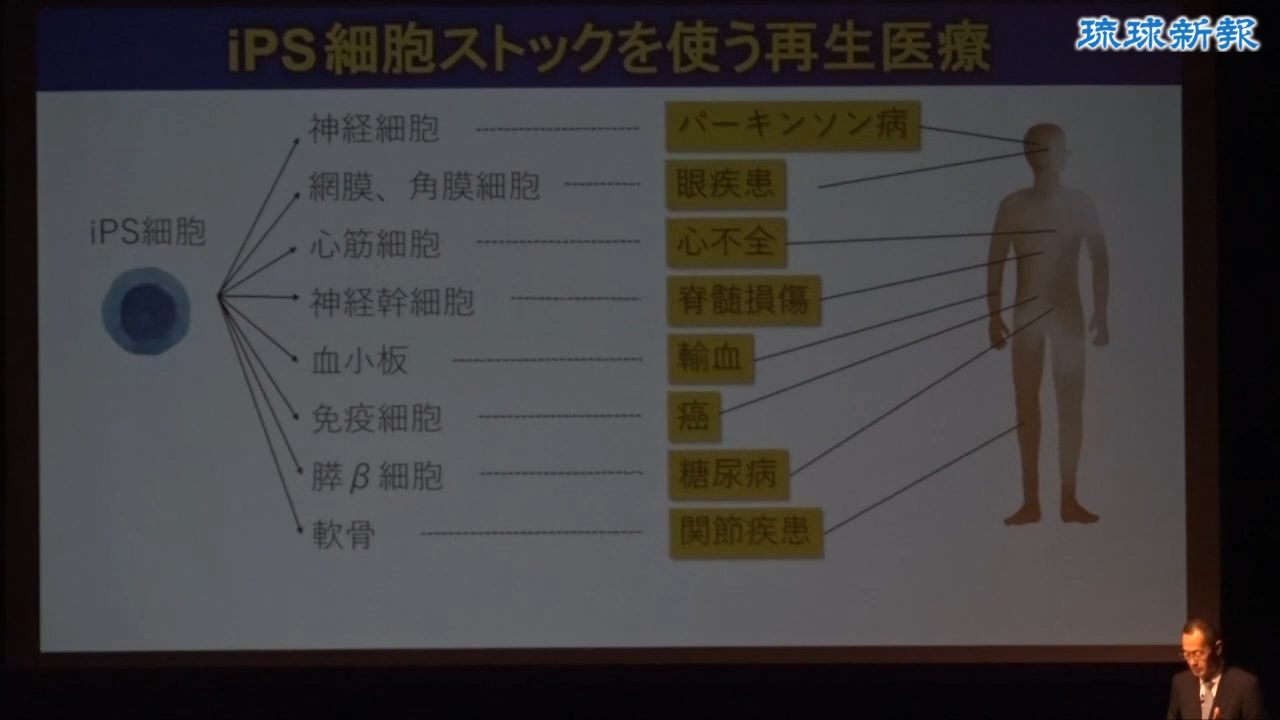 琉球新報
iPS細胞ストックを使う再生医療
iPS細胞
神経細胞 パーキンソン病
網膜、角膜細胞 眼疾患
心筋細胞 心不全
神経幹細胞 脊髄損傷
血小板 輸血
免疫細胞 癌
膵β細胞 糖尿病
軟骨 関節疾患